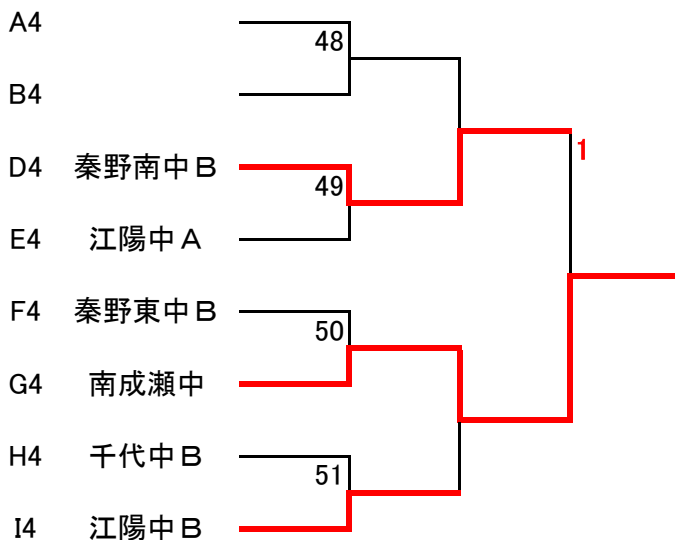 A4
48
B4
D4 秦野南中Ｂ
1
49
E4 江陽中Ａ
F4 秦野東中Ｂ
50
G4 南成瀬中
H4 千代中Ｂ
51
I4 江陽中Ｂ